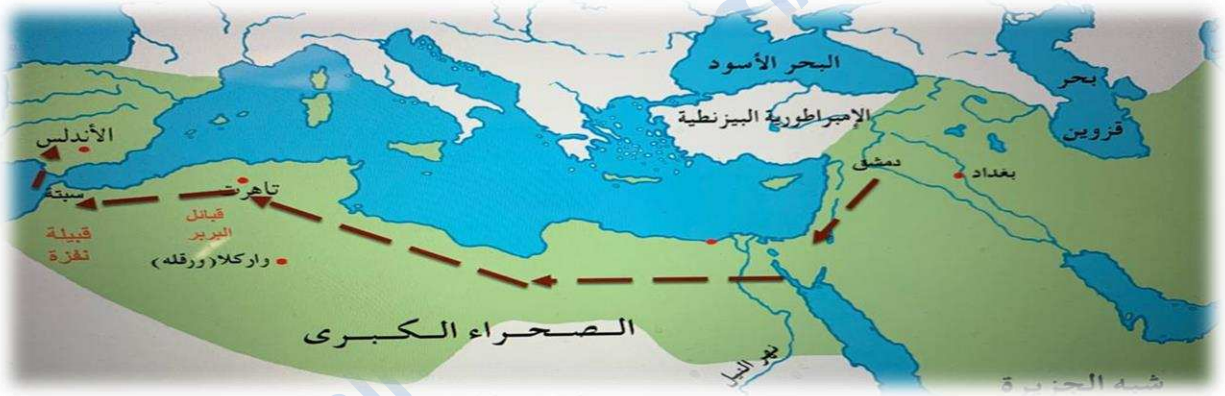 البحر الأسود
بحر
قزوين
الإمبراطورية البيزنطية
الأندلس
دمشق
بغداد
سبتة
تاهرت
قبائل
البربر
قبيلة
نفزة
واركلا(ورقله)
الصحراء الكبرى
نهر النيل
شبه الجزيرة